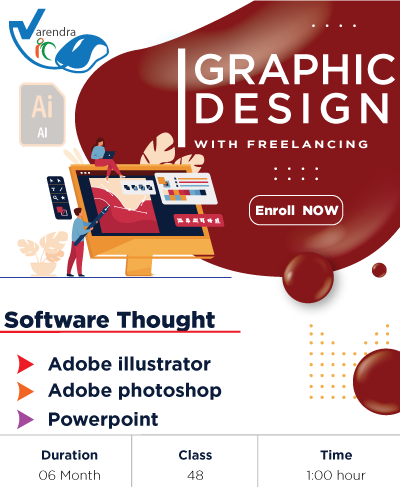 Varendra
ITC
Ai
AI
GRAPHIC
DESIGN
WITH FREELANCING
Enroll NOW
Software Thought
Adobe illustrator
Adobe photoshop
Powerpoint
Duration
Class
Time
06 Month
48
1:00 hour